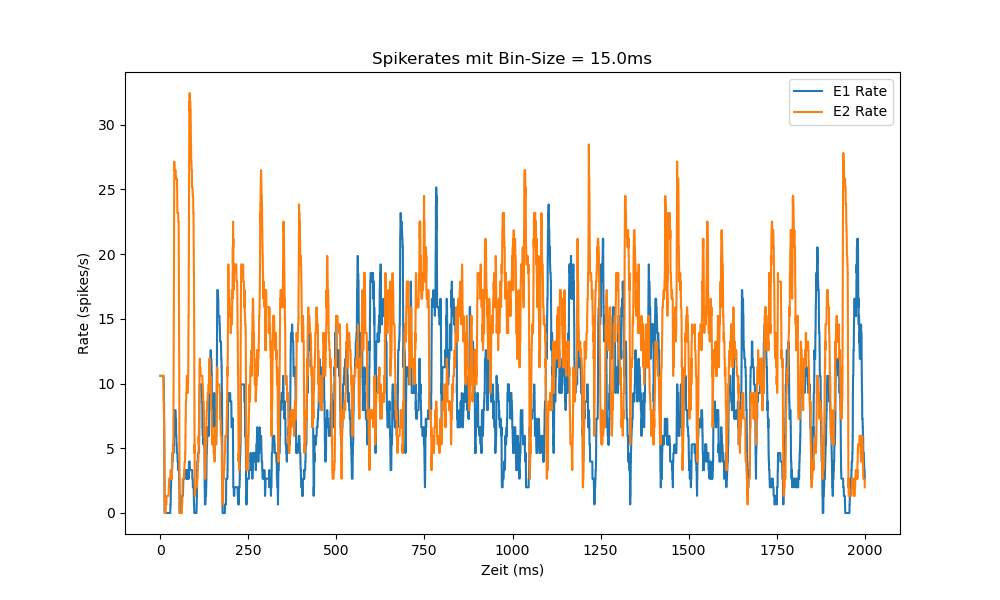 Spikerates mit Bin-Size = 15.0ms
E1 Rate
E2 Rate
30
25
20
15
10
5
0
Rate (spikes/s)
0 250 500 750 1000 1250 1500 1750 2000
Zeit (ms)